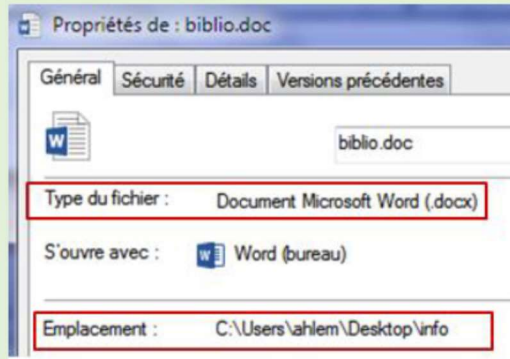 Propriétés de : biblio.doc
Général Sécurité Détails Versions précédentes
biblio.doc
Type du fichier : Document Microsoft Word (.docx)
S'ouvre avec : Word (bureau)
Emplacement : C:\Users\ahlem\Desktop\info